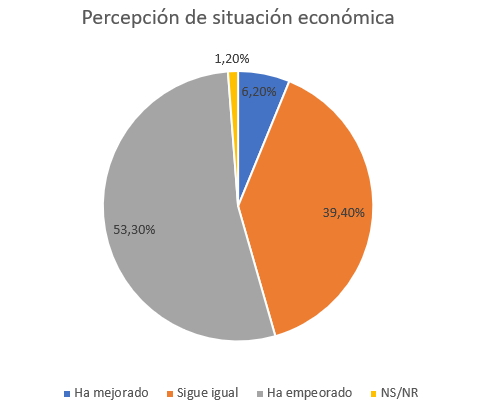 Percepción de situación económica
1,20%
6,20%
39,40%
53,30%
Ha mejorado Sigue igual Ha empeorado NS/NR